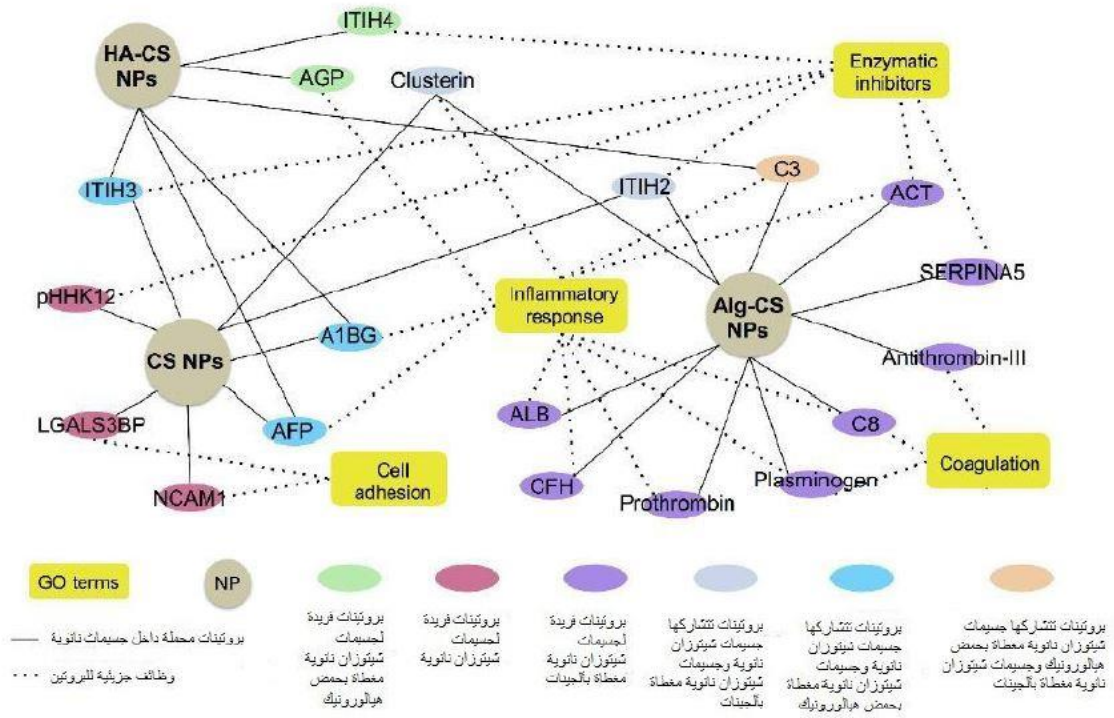 ITIH4
HA-CS
NPs
AGP
Clusterin
Enzymatic
inhibitors
C3
ITIH3
ITIH2
ACT
SERPINA5
pHHK12
Inflammatory
response
Alg-CS
NPs
A1BG
CS NPs
Antithrombin-III
ALB
C8
LGALS3BP
AFP
Cell
adhesion
Coagulation
NCAM1
CFH
Plasminogen
Prothrombin
GO terms
NP
بروتينات محملة داخل جسيمات نانوية
وظائف جزيئية للبروتين
بروتينات فريدة
لجسيمات
شيتوزان نانوية
مغطاة بحمض
هيالورونيك
بروتينات فريدة
لجسيمات
شيتوزان نانوية
بروتينات فريدة
لجسيمات
شيتوزان نانوية
مغطاة بألجينات
بروتينات تتشاركها
جسيمات شيتوزان
نانوية وجسيمات
شيتوزان نانوية مغطاة
بألجينات
بروتينات تتشاركها
جسيمات شيتوزان
نانوية وجسيمات
شيتوزان نانوية مغطاة
بحمض هيالورونيك
بروتينات تتشاركها جسيمات
شيتوزان نانوية مغطاة بحمض
هيالورونيك وجسيمات شيتوزان
نانوية مغطاة بألجينات